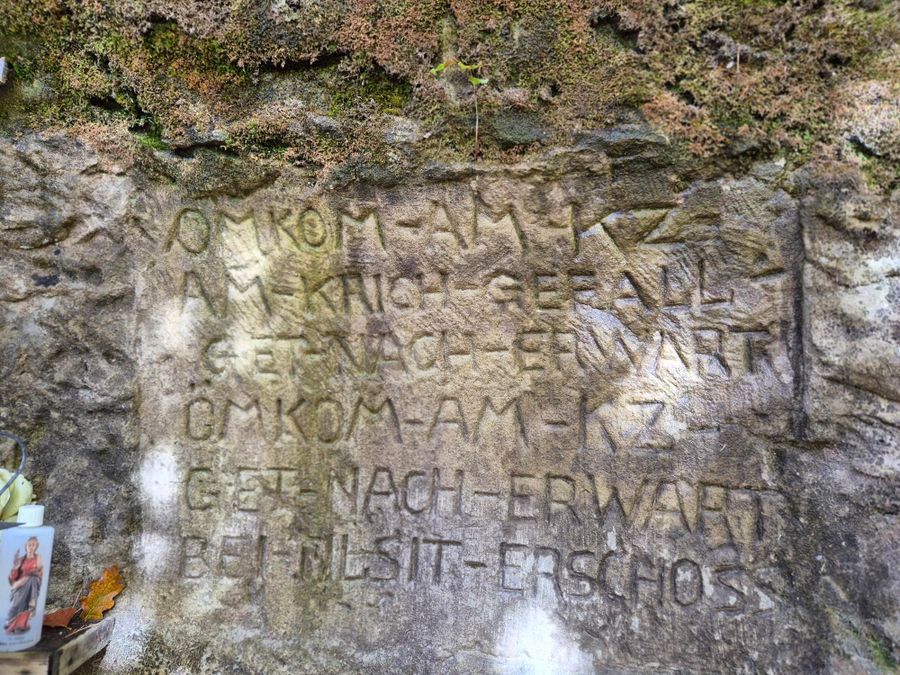 OMKOM-AM-KZ-
AM-KRICH-GEFALL-
GET-NACH-ERWART
OMKOM-AM-KZ-
GET-NACH-ERWART
BEI-TILSIT-ERSCHOSS